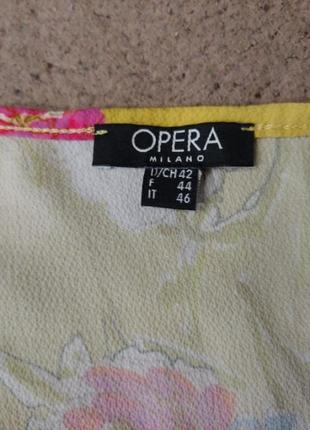 OPERA
MILANO
D/CH 42
F 44
IT 46